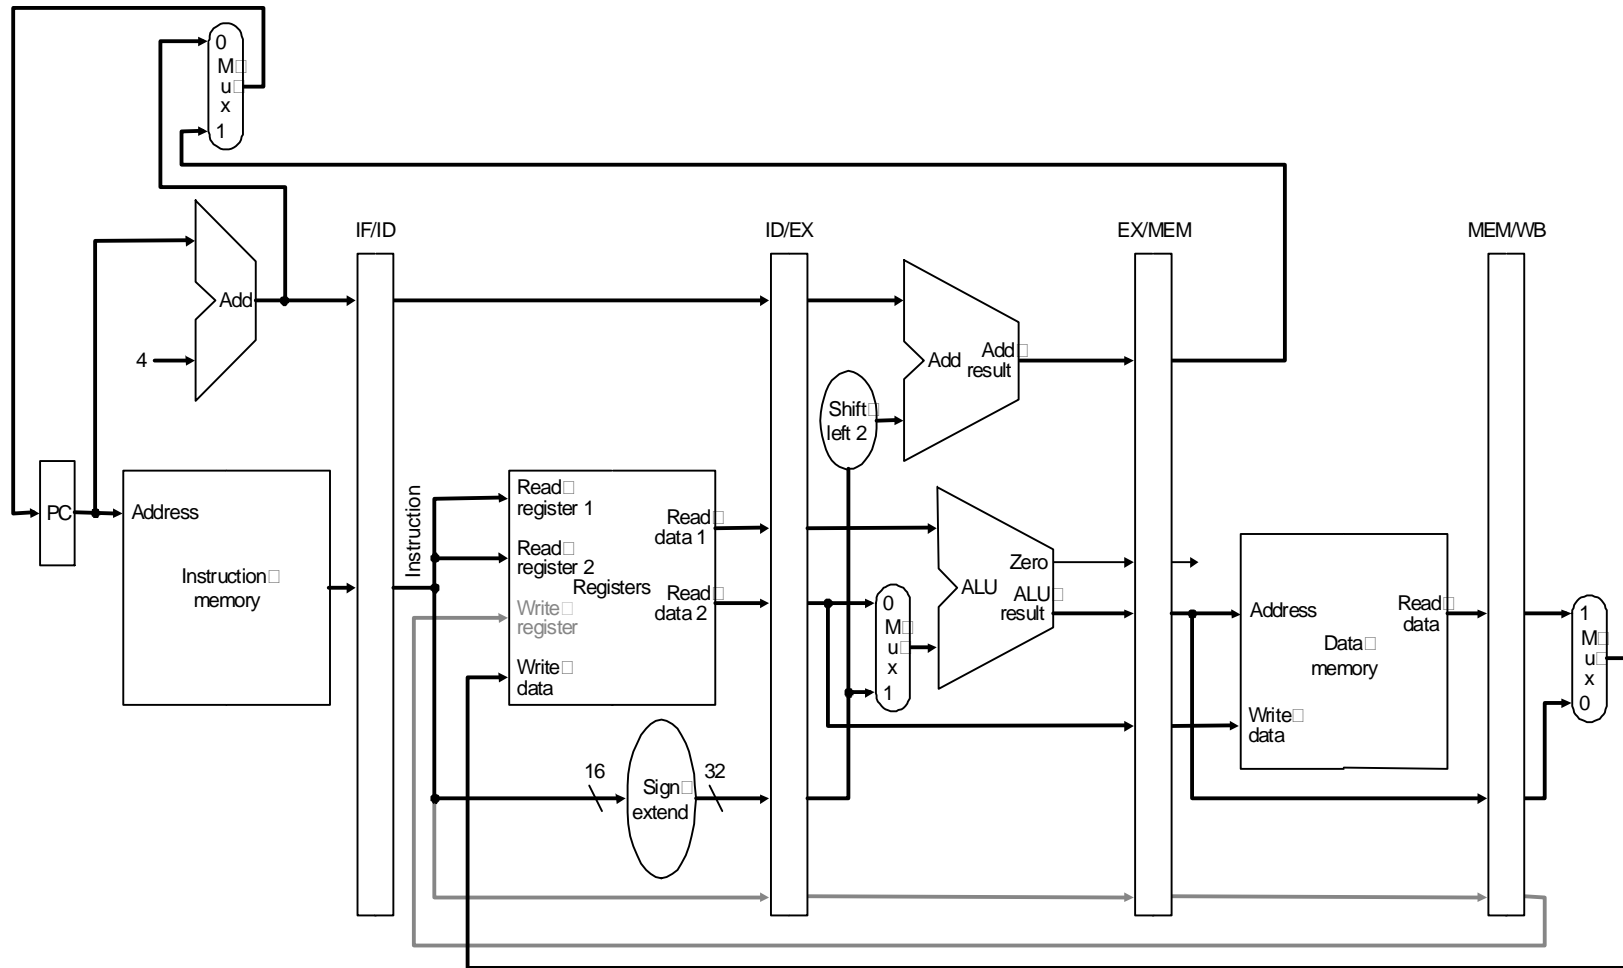 0
M
u
x
1
IF/ID
ID/EX
EX/MEM
MEM/WB
Add
4
Add
Add
result
Shift
left 2
PC
Address
Instruction
memory
Instruction
Read
register 1
Read
register 2
Registers
Write
register
Write
data
Read
data 1
Read
data 2
0
M
u
x
1
Zero
ALU
ALU
result
Address
Read
data
Data
memory
Write
data
1
M
u
x
0
16
Sign
extend
32